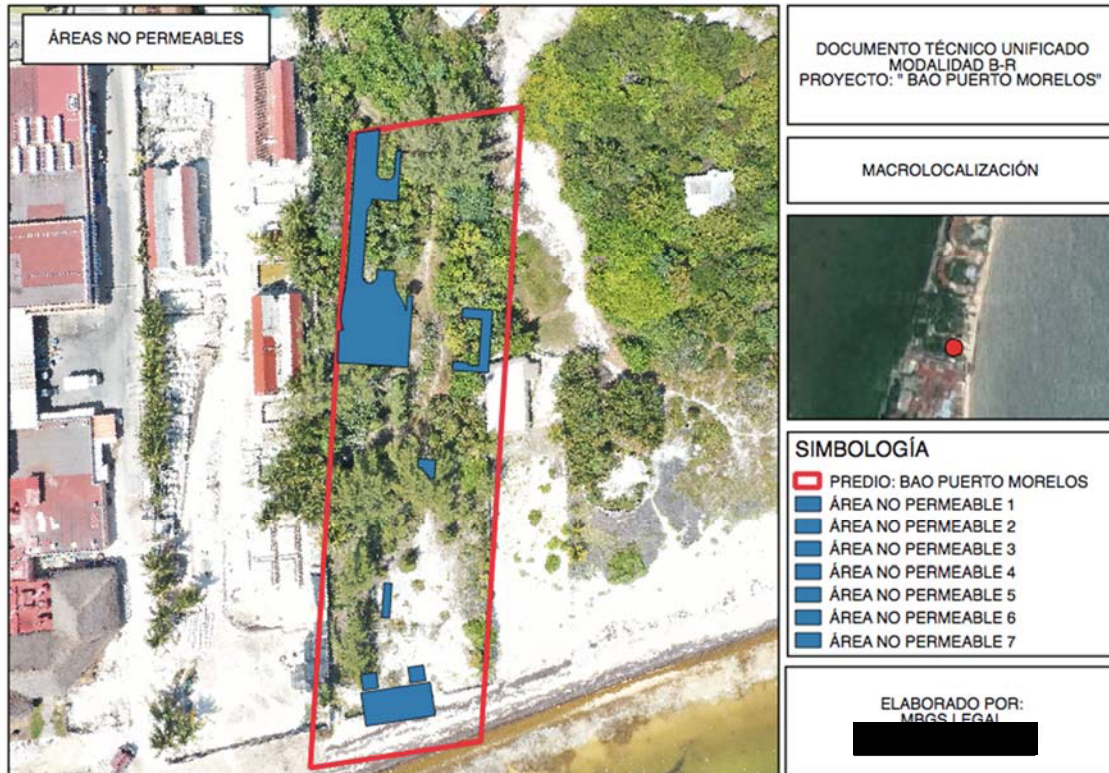 ÁREAS NO PERMEABLES
DOCUMENTO TÉCNICO UNIFICADO
MODALIDAD B-R
PROYECTO: " BAO PUERTO MORELOS"
MACROLOCALIZACIÓN
SIMBOLOGÍA
PREDIO: BAO PUERTO MORELOS
ÁREA NO PERMEABLE 1
ÁREA NO PERMEABLE 2
ÁREA NO PERMEABLE 3
ÁREA NO PERMEABLE 4
ÁREA NO PERMEABLE 5
ÁREA NO PERMEABLE 6
ÁREA NO PERMEABLE 7
ELABORADO POR:
MBGS LEGAL